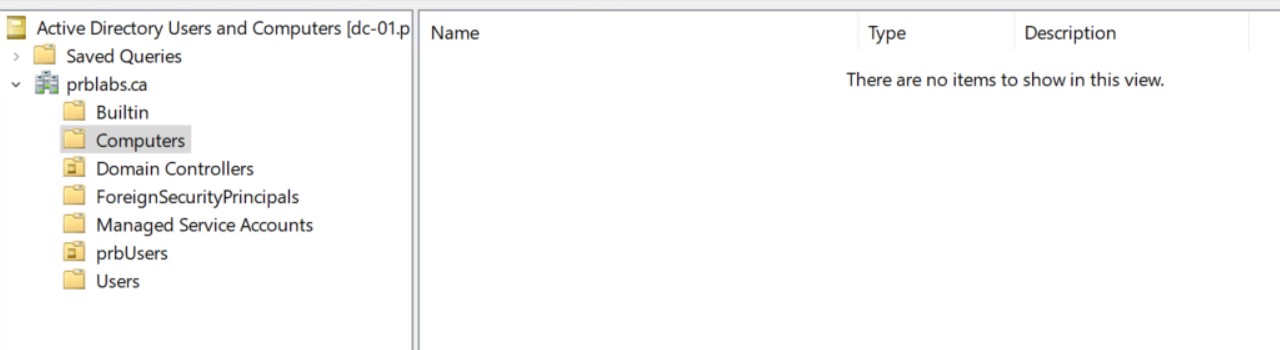 Active Directory Users and Computers [dc-01.p
Saved Queries
prblabs.ca
Builtin
Computers
Domain Controllers
ForeignSecurityPrincipals
Managed Service Accounts
prbUsers
Users
Name Type Description
There are no items to show in this view.